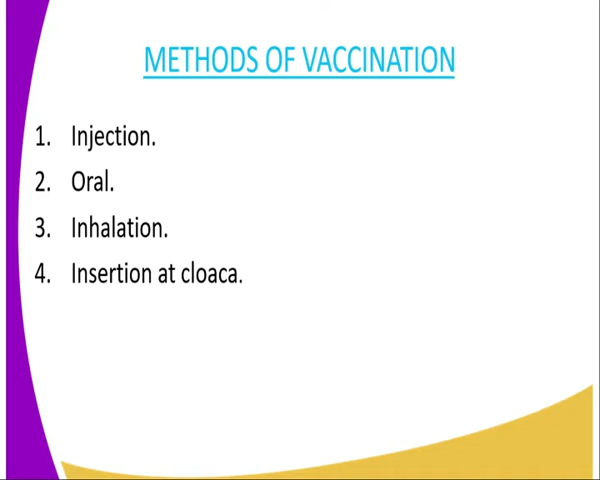 METHODS OF VACCINATION
1. Injection.
2. Oral.
3. Inhalation.
4. Insertion at cloaca.